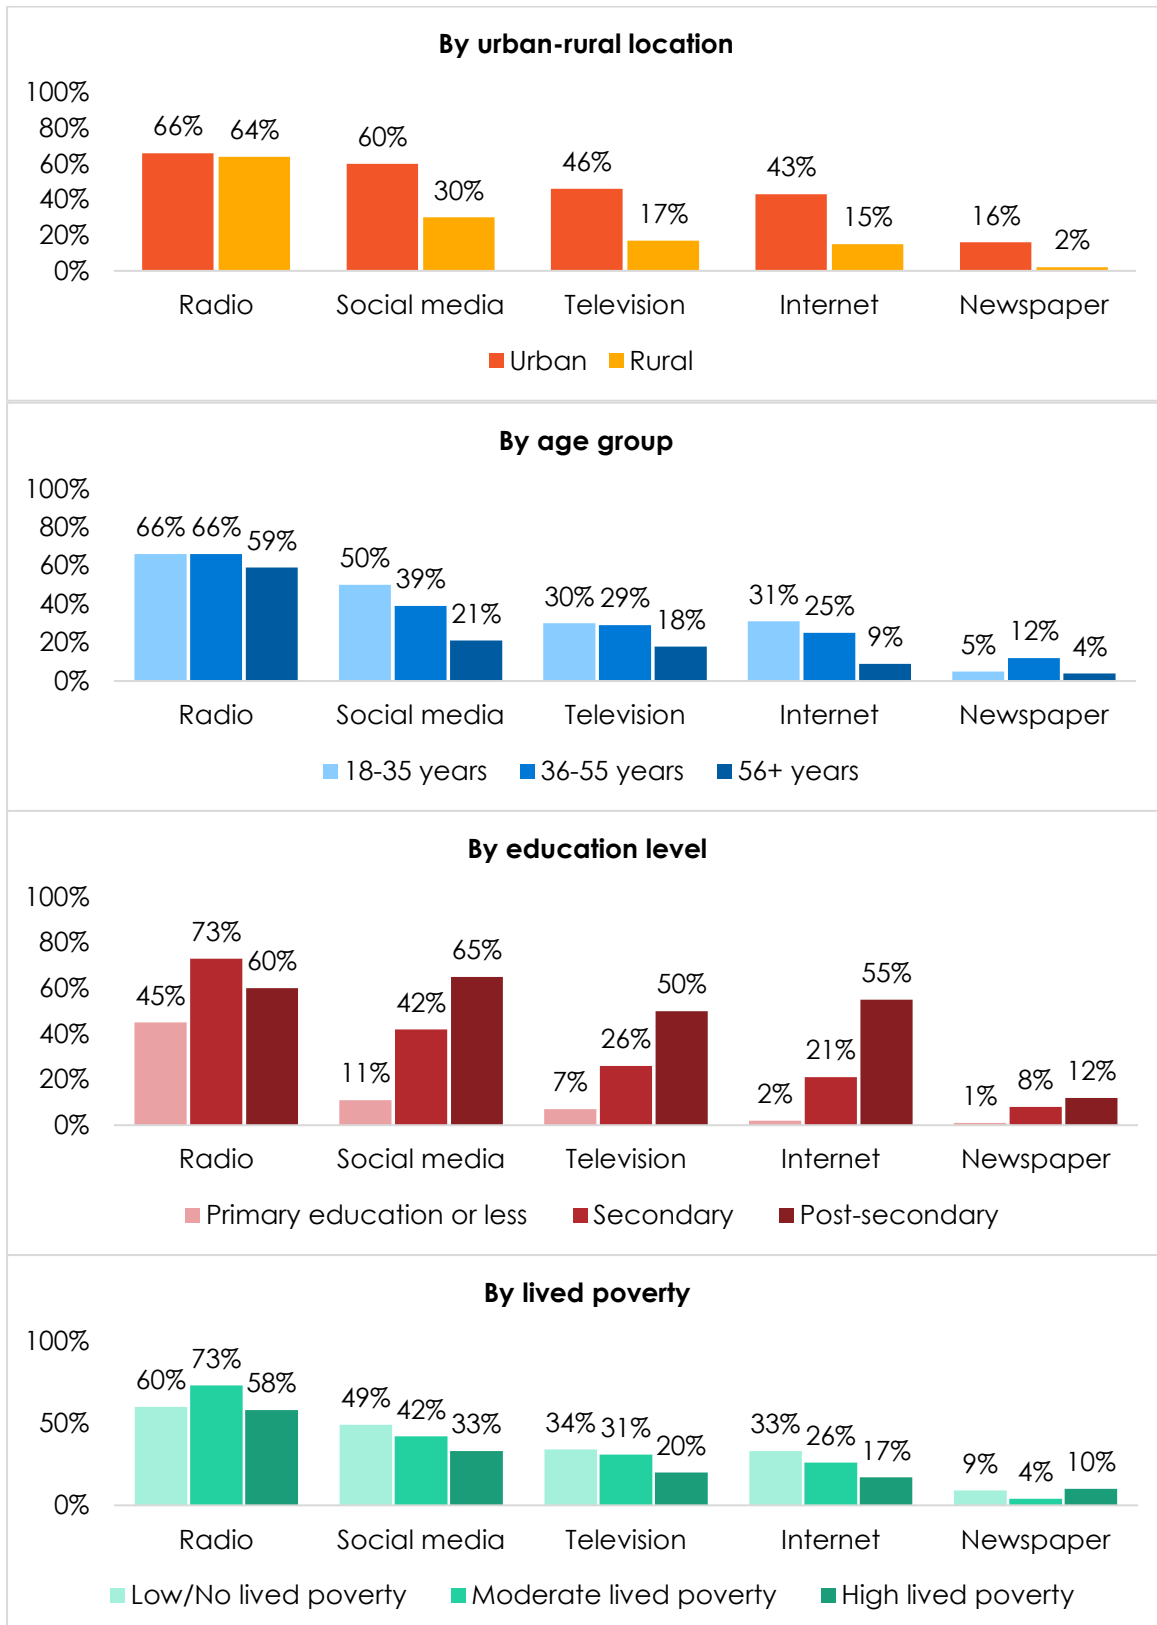 By urban-rural location
100%
80%
60%
40%
20%
0%
66% 64% 60% 30% 46% 17% 43% 15% 16% 2%
Radio Social media Television Internet Newspaper
Urban Rural
By age group
100%
80%
60%
40%
20%
0%
66% 66% 59% 50% 39% 21% 30% 29% 18% 31% 25% 9% 5% 12% 4%
Radio Social media Television Internet Newspaper
18-35 years 36-55 years 56+ years
By education level
100%
80%
60%
40%
20%
0%
45% 73% 60% 11% 42% 65% 7% 26% 50% 2% 21% 55% 1% 8% 12%
Radio Social media Television Internet Newspaper
Primary education or less Secondary Post-secondary
By lived poverty
100%
50%
0%
60% 73% 58% 49% 42% 33% 34% 31% 20% 33% 26% 17% 9% 4% 10%
Radio Social media Television Internet Newspaper
Low/No lived poverty Moderate lived poverty High lived poverty